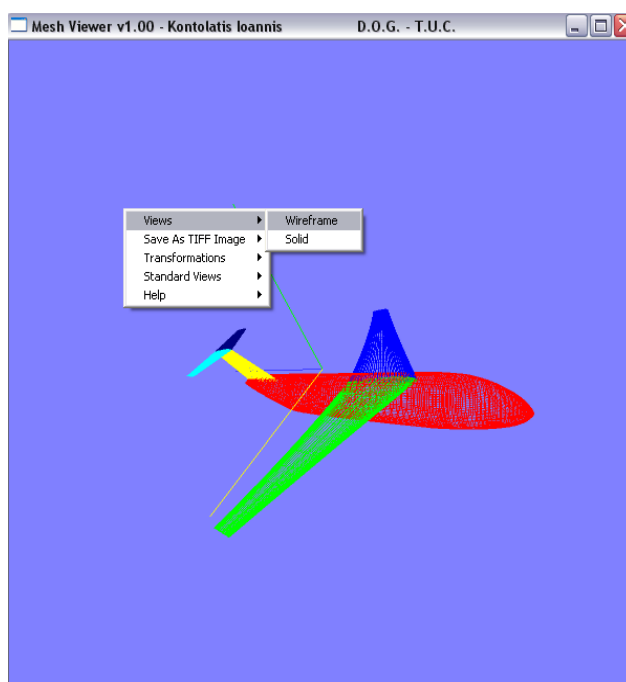 Mesh Viewer v1.00 - Kontolatis Ioannis D.O.G. - T.U.C.
Views
Wireframe
Save As TIFF Image
Solid
Transformations
Standard Views
Help